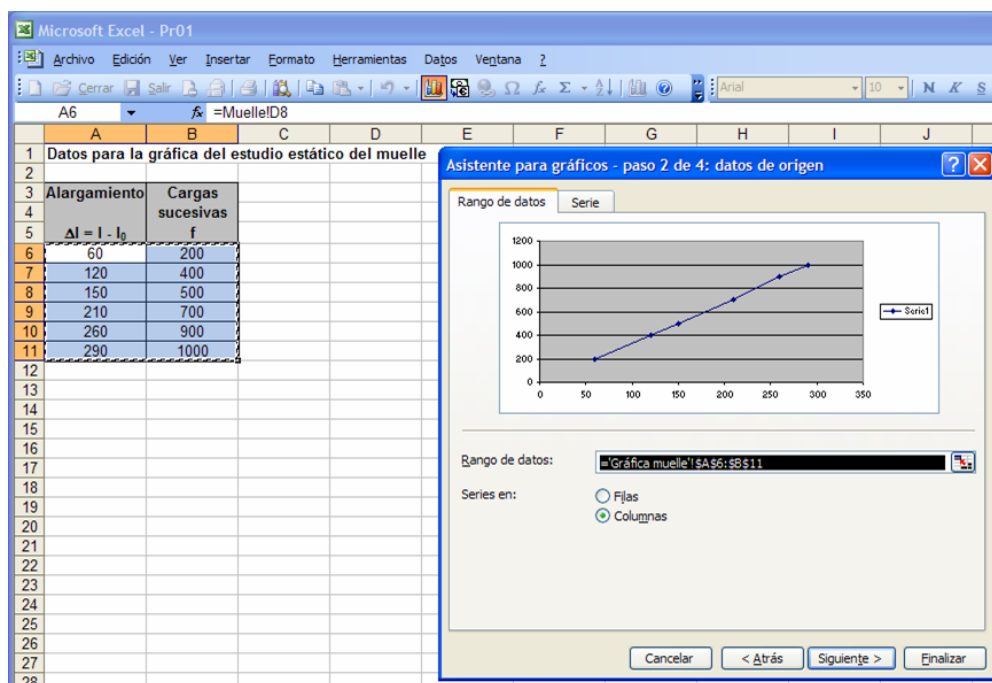 Microsoft Excel - Pr01
Archivo Edición Ver Insertar Formato Herramientas Datos Ventana ?
Cerrar Salir Arial 10 N K S
A6 fx =Muelle!D8
A B C D E F G H I J
1 Datos para la gráfica del estudio estático del muelle
2
3 Alargamiento Cargas
4 sucesivas
5 Δl = l - l₀ f
6 60 200
7 120 400
8 150 500
9 210 700
10 260 900
11 290 1000
12
13
14
15
16
17
18
19
20
21
22
23
24
25
26
27
28
Asistente para gráficos - paso 2 de 4: datos de origen
Rango de datos Serie
1200
1000
800
600
400
200
0
0 50 100 150 200 250 300 350
Serie1
Rango de datos: ='Gráfica muelle'!$A$6:$B$11
Series en: Filas
Columnas
Cancelar < Atrás Siguiente > Finalizar